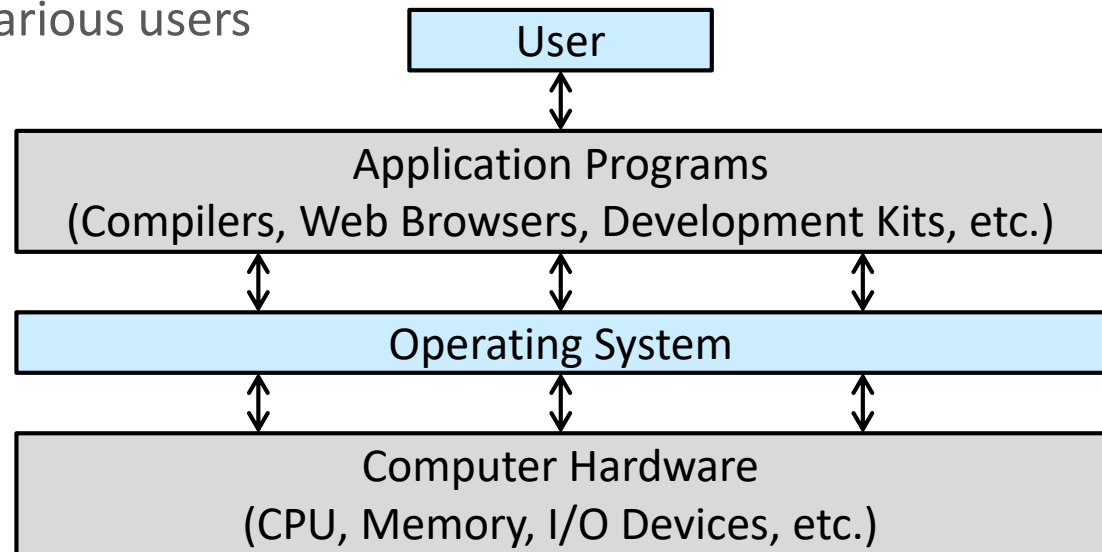 arious users
User
Application Programs
(Compilers, Web Browsers, Development Kits, etc.)
Operating System
Computer Hardware
(CPU, Memory, I/O Devices, etc.)